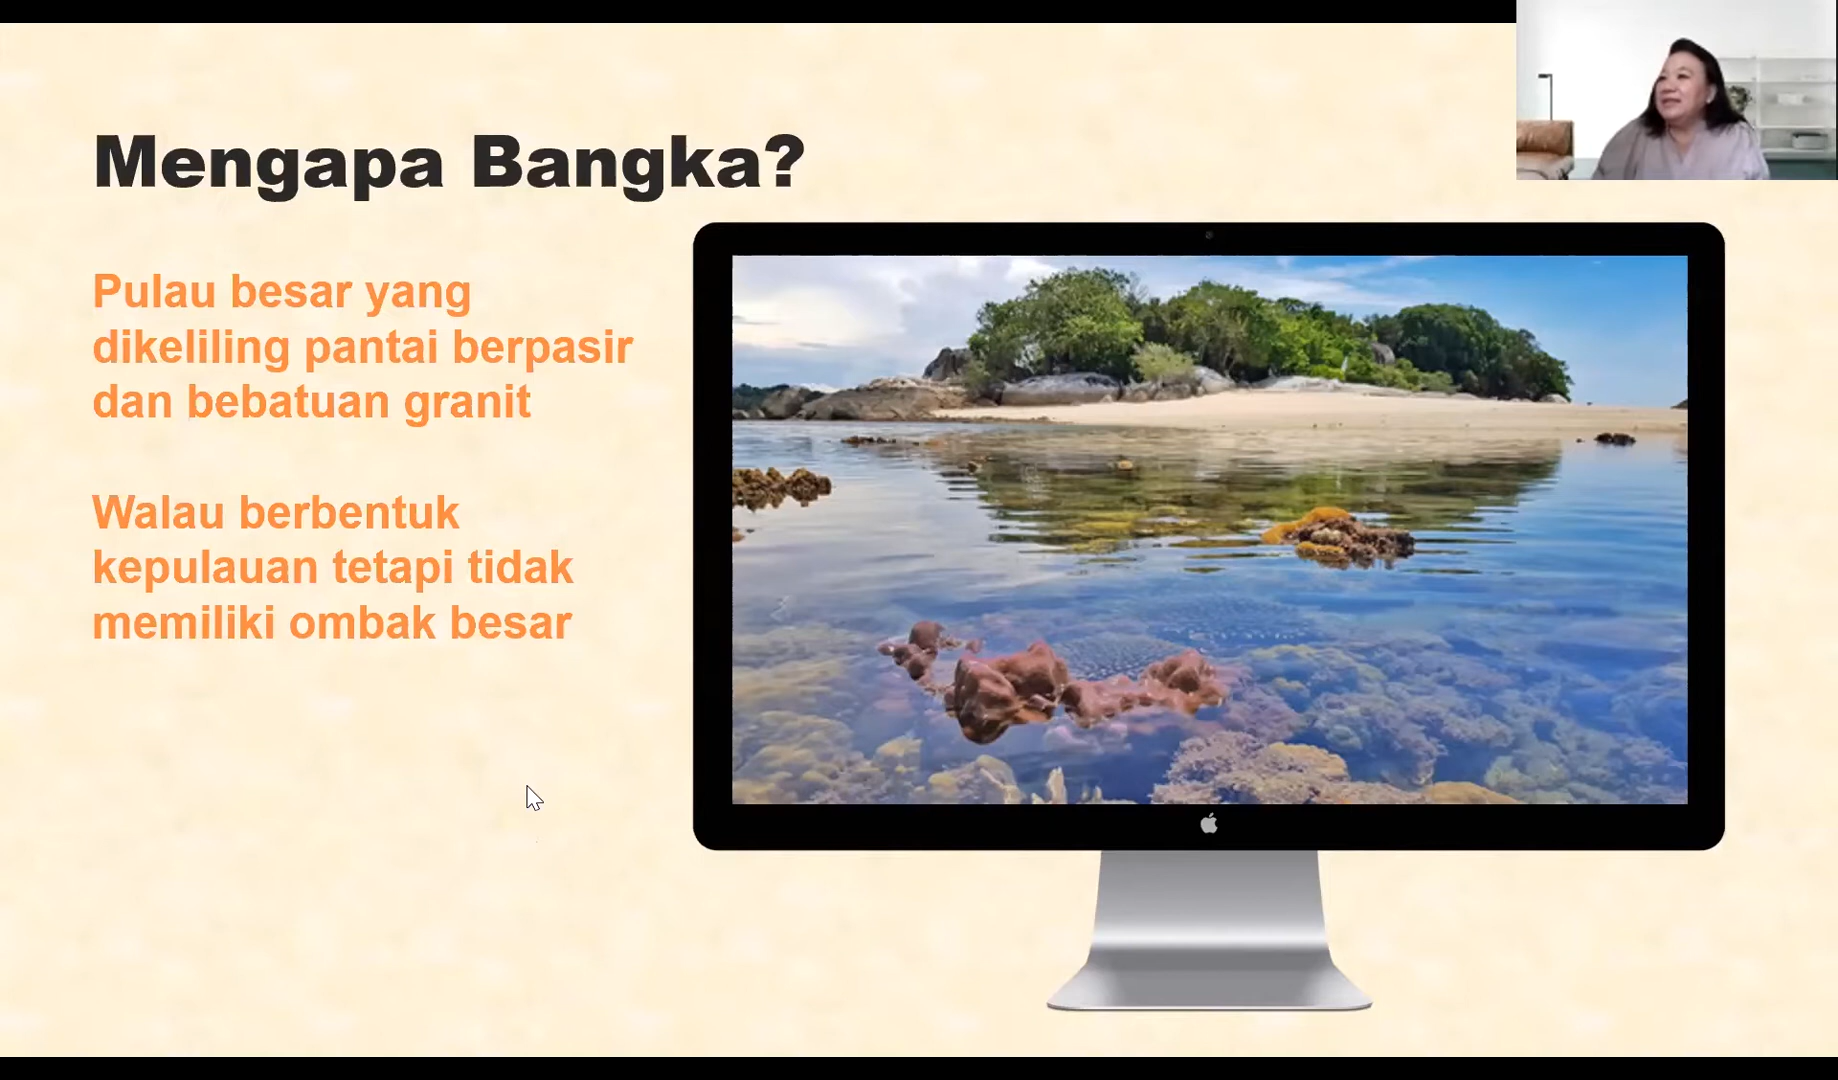 Mengapa Bangka?
Pulau besar yang
dikeliling pantai berpasir
dan bebatuan granit
Walau berbentuk
kepulauan tetapi tidak
memiliki ombak besar